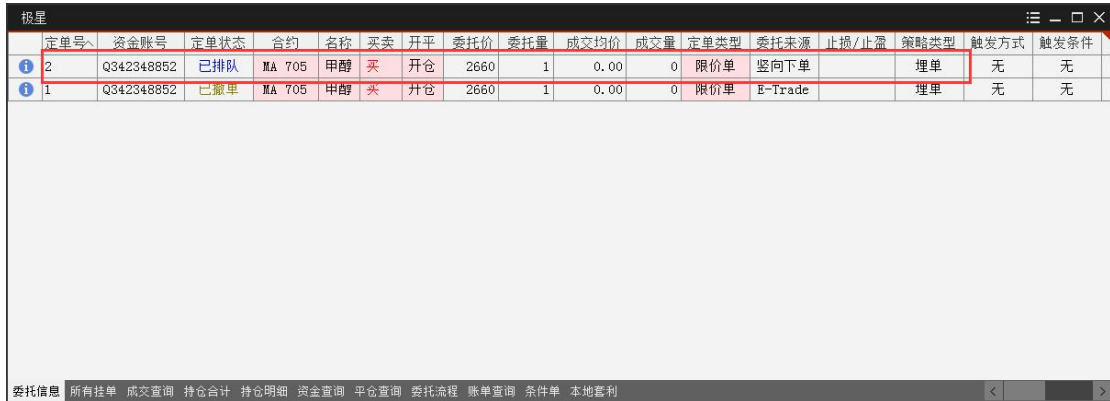 极星
定单号 资金账号 定单状态 合约 名称 买卖 开平 委托价 委托量 成交均价 成交量 定单类型 委托来源 止损/止盈 策略类型 触发方式 触发条件
2 Q342348852 已排队 MA 705 甲醇 买 开仓 2660 1 0.00 0 限价单 竖向下单 埋单 无 无
1 Q342348852 已撤单 MA 705 甲醇 买 开仓 2660 1 0.00 0 限价单 E-Trade 埋单 无 无
委托信息 所有挂单 成交查询 持仓合计 持仓明细 资金查询 平仓查询 委托流程 账单查询 条件单 本地套利